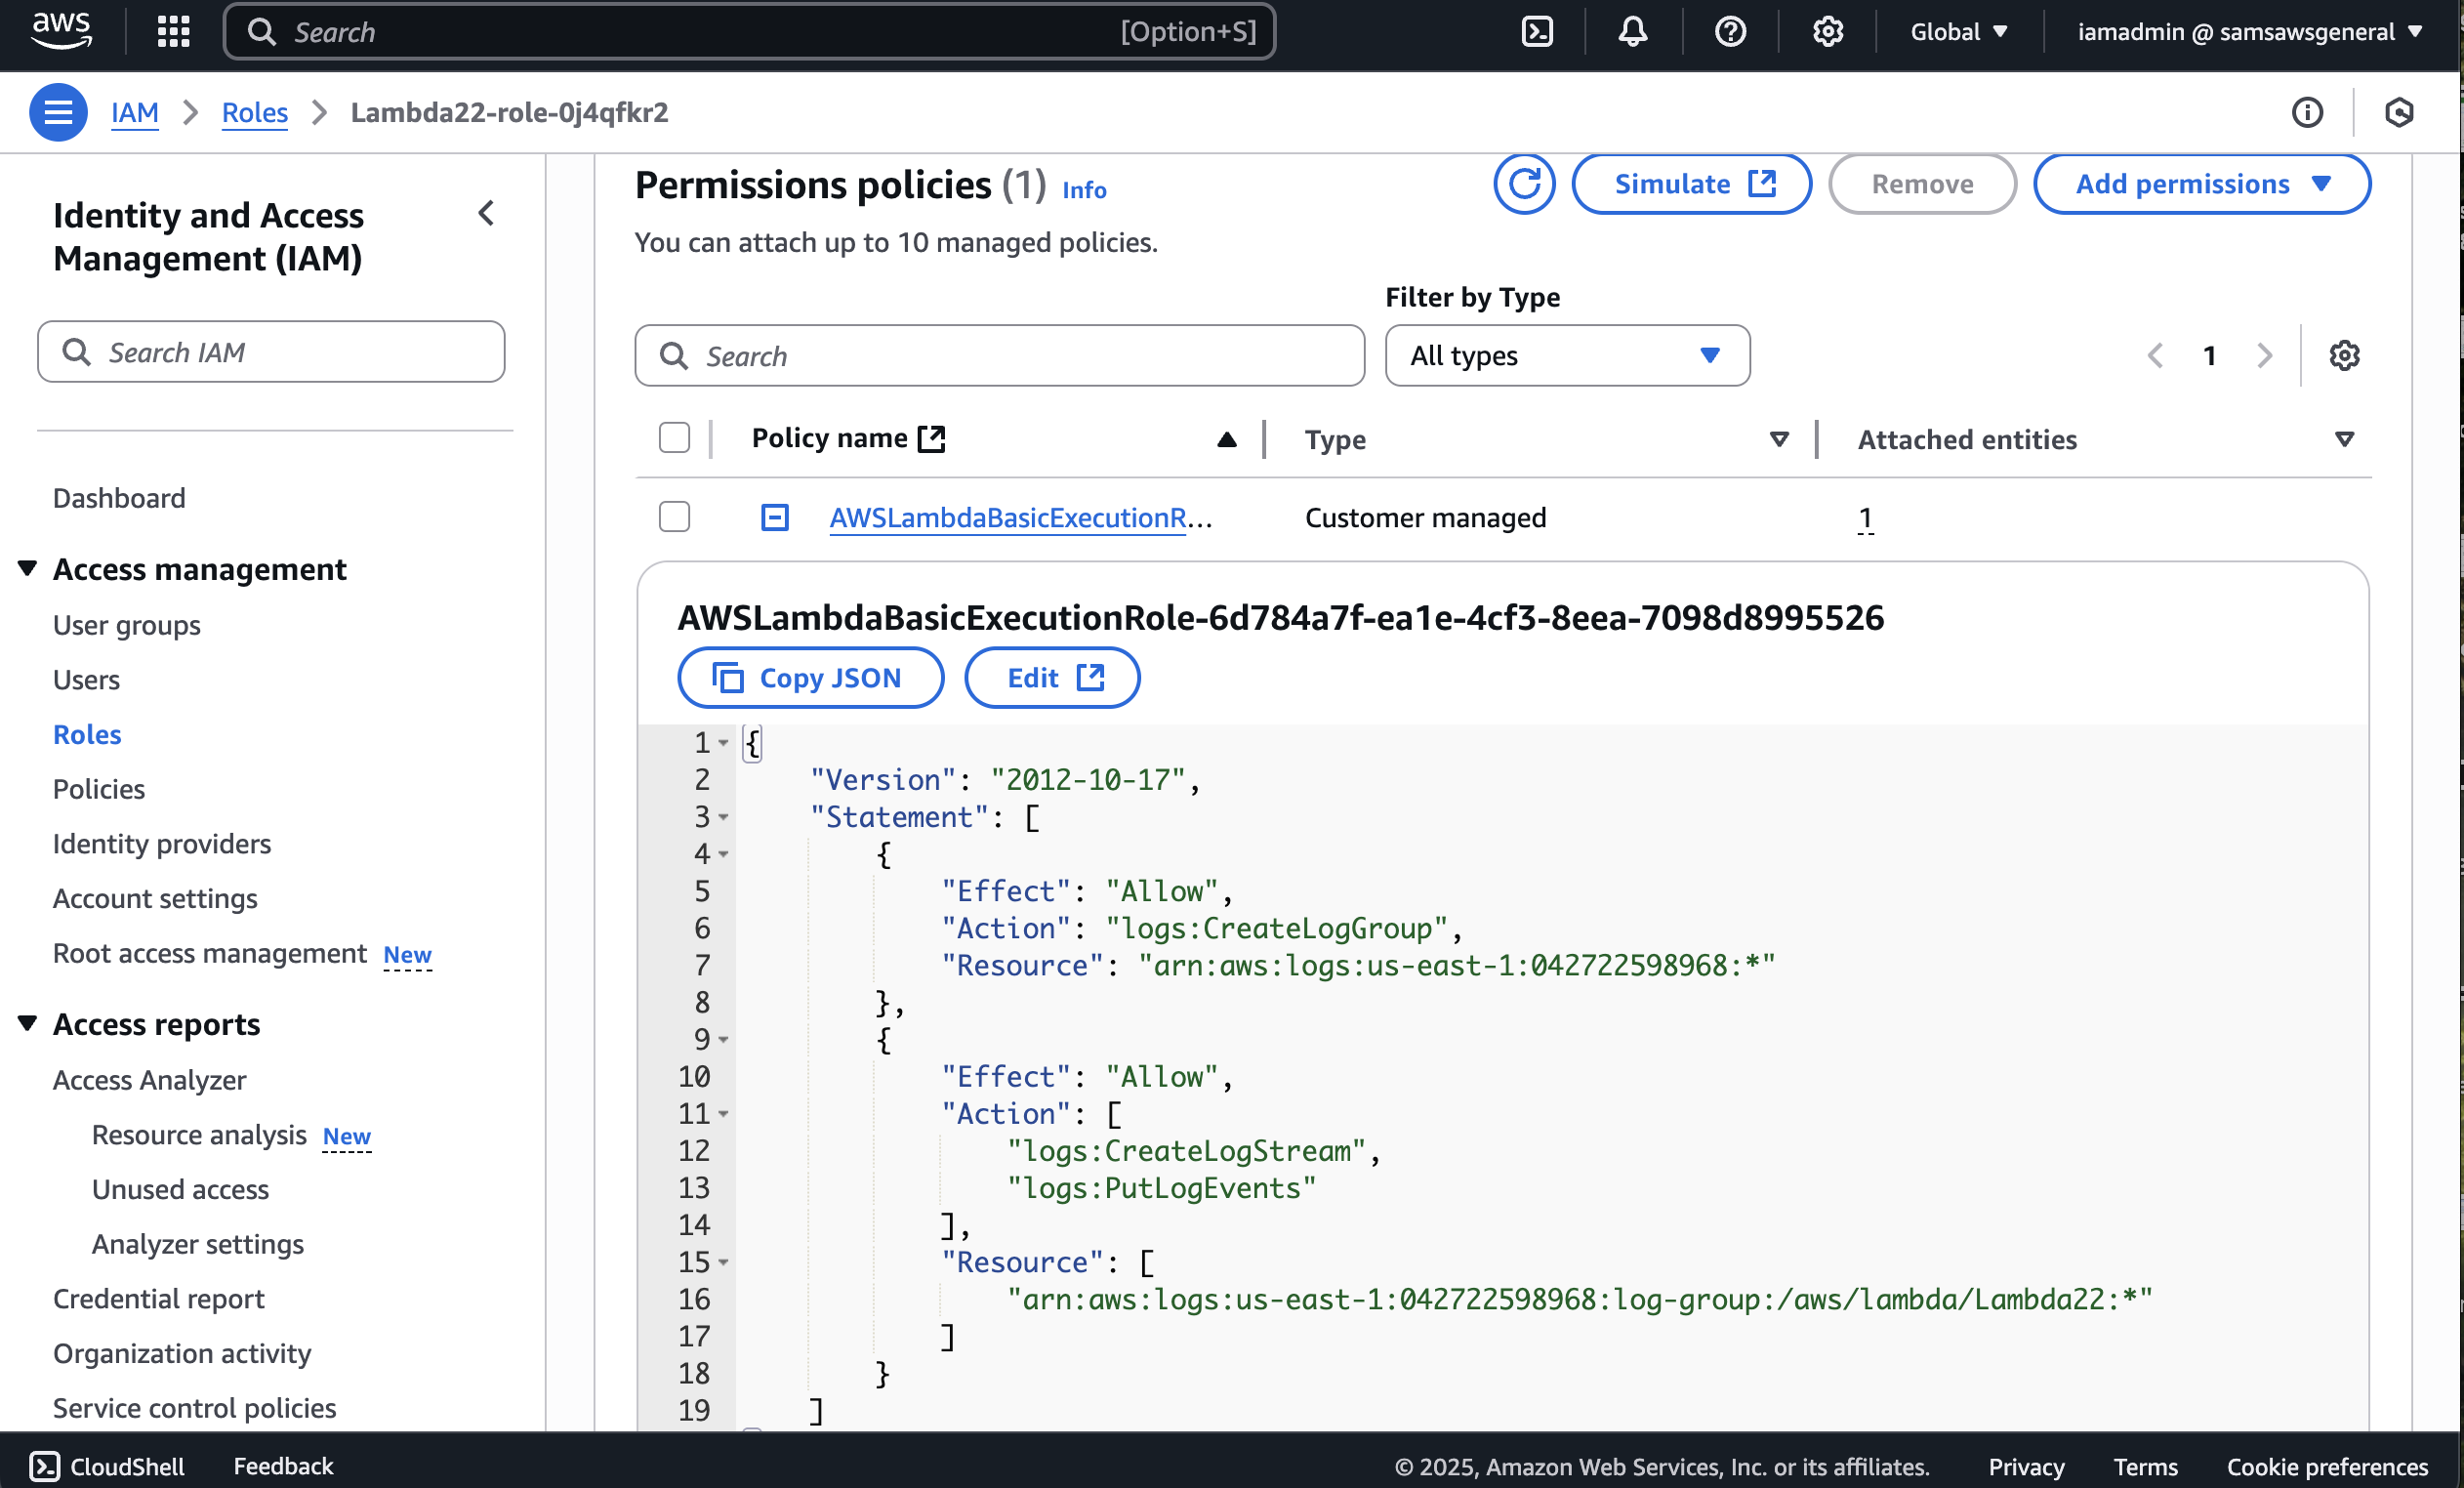 aws
Search [Option+S]
Global
iamadmin @ samsawsgeneral
IAM
Roles
Lambda22-role-0j4qfkr2
Identity and Access
Management (IAM)
Search IAM
Dashboard
Access management
User groups
Users
Roles
Policies
Identity providers
Account settings
Root access management New
Access reports
Access Analyzer
Resource analysis New
Unused access
Analyzer settings
Credential report
Organization activity
Service control policies
Permissions policies (1) Info
Simulate
Remove
Add permissions
You can attach up to 10 managed policies.
Filter by Type
Search
All types
1
Policy name
Type
Attached entities
AWSLambdaBasicExecutionR... Customer managed 1
AWSLambdaBasicExecutionRole-6d784a7f-ea1e-4cf3-8eea-7098d8995526
Copy JSON
Edit
1 {
2 "Version": "2012-10-17",
3 "Statement": [
4 {
5 "Effect": "Allow",
6 "Action": "logs:CreateLogGroup",
7 "Resource": "arn:aws:logs:us-east-1:042722598968:*"
8 },
9 {
10 "Effect": "Allow",
11 "Action": [
12 "logs:CreateLogStream",
13 "logs:PutLogEvents"
14 ],
15 "Resource": [
16 "arn:aws:logs:us-east-1:042722598968:log-group:/aws/lambda/Lambda22:*"
17 ]
18 }
19 ]
CloudShell
Feedback
© 2025, Amazon Web Services, Inc. or its affiliates.
Privacy
Terms
Cookie preferences